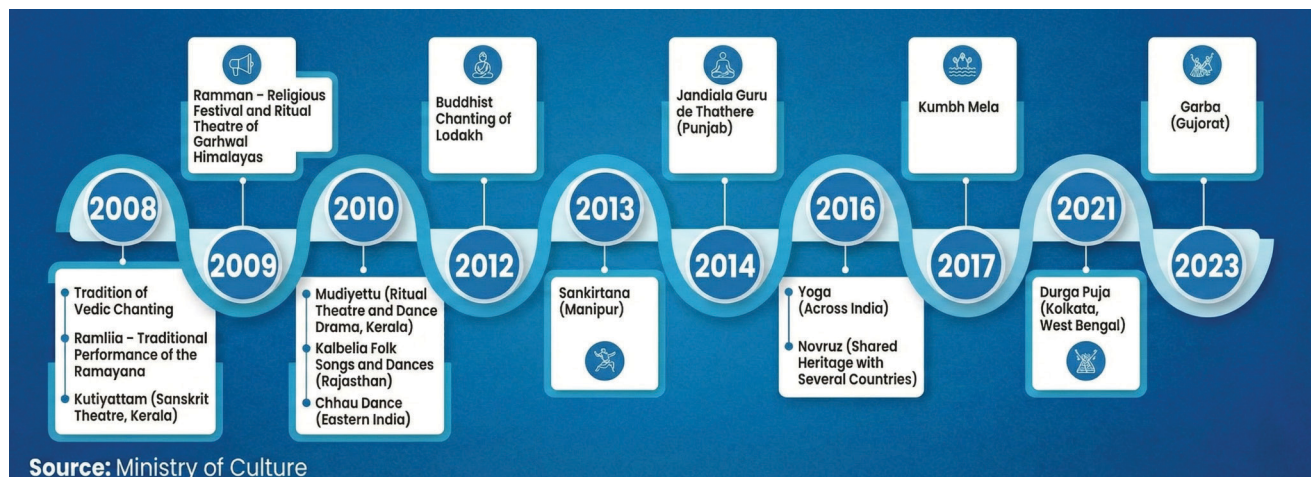 2008
Tradition of
Vedic Chanting
Ramliia – Traditional
Performance of the
Ramayana
Kutiyattam (Sanskrit
Theatre, Kerala)
Ramman – Religious
Festival and Ritual
Theatre of
Garhwal
Himalayas
2009
2010
Mudiyettu (Ritual
Theatre and Dance
Drama, Kerala)
Kalbelia Folk
Songs and Dances
(Rajasthan)
Chhau Dance
(Eastern India)
Buddhist
Chanting of
Lodakh
2012
2013
Sankirtana
(Manipur)
Jandiala Guru
de Thathere
(Punjab)
2014
2016
Yoga
(Across India)
Novruz (Shared
Heritage with
Several Countries)
Kumbh Mela
2017
2021
Durga Puja
(Kolkata,
West Bengal)
Garba
(Gujorat)
2023
Source: Ministry of Culture